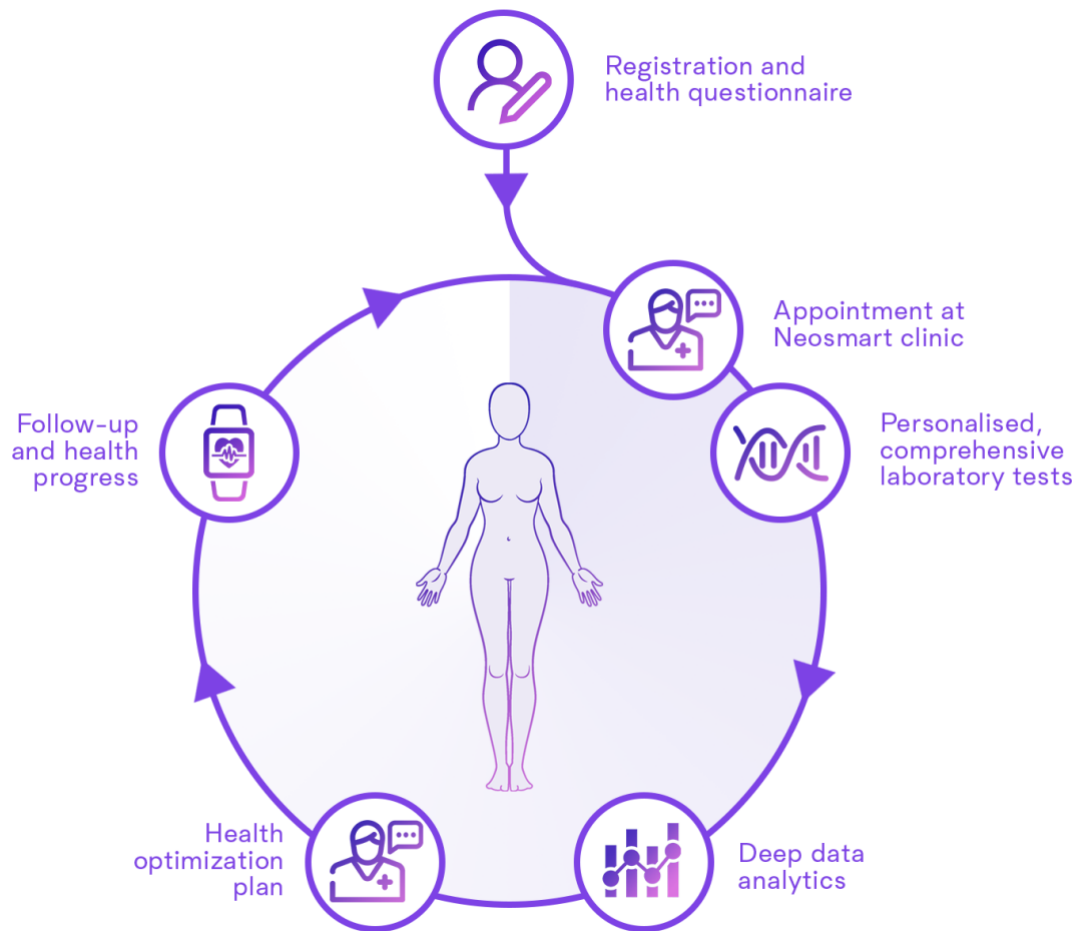 Registration and
health questionnaire
Appointment at
Neosmart clinic
Personalised,
comprehensive
laboratory tests
Deep data
analytics
Health
optimization
plan
Follow-up
and health
progress